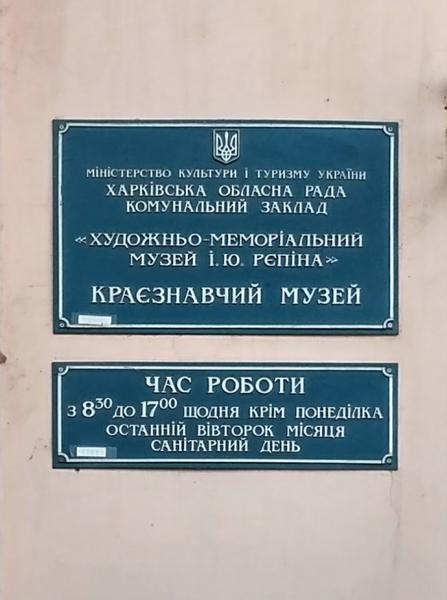 МІНІСТЕРСТВО КУЛЬТУРИ І ТУРИЗМУ УКРАЇНИ
ХАРКІВСЬКА ОБЛАСНА РАДА
КОМУНАЛЬНИЙ ЗАКЛАД
«ХУДОЖНЬО-МЕМОРІАЛЬНИЙ
МУЗЕЙ І.Ю. РЄПІНА»
КРАЄЗНАВЧИЙ МУЗЕЙ
ЧАС РОБОТИ
З 8³⁰ ДО 17⁰⁰ ЩОДНЯ КРІМ ПОНЕДІЛКА
ОСТАННІЙ ВІВТОРОК МІСЯЦЯ
САНІТАРНИЙ ДЕНЬ